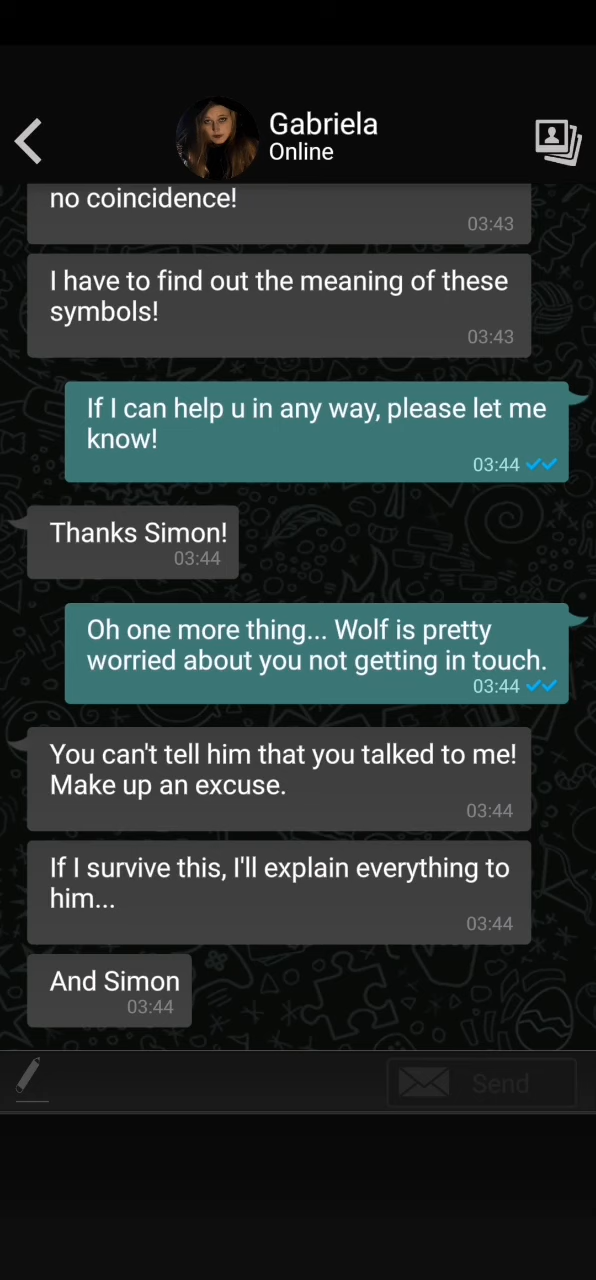 Gabriela
Online
no coincidence!
03:43
I have to find out the meaning of these
symbols!
03:43
If I can help u in any way, please let me
know!
03:44
Thanks Simon!
03:44
Oh one more thing... Wolf is pretty
worried about you not getting in touch.
03:44
You can't tell him that you talked to me!
Make up an excuse.
03:44
If I survive this, I'll explain everything to
him...
03:44
And Simon
03:44
Send